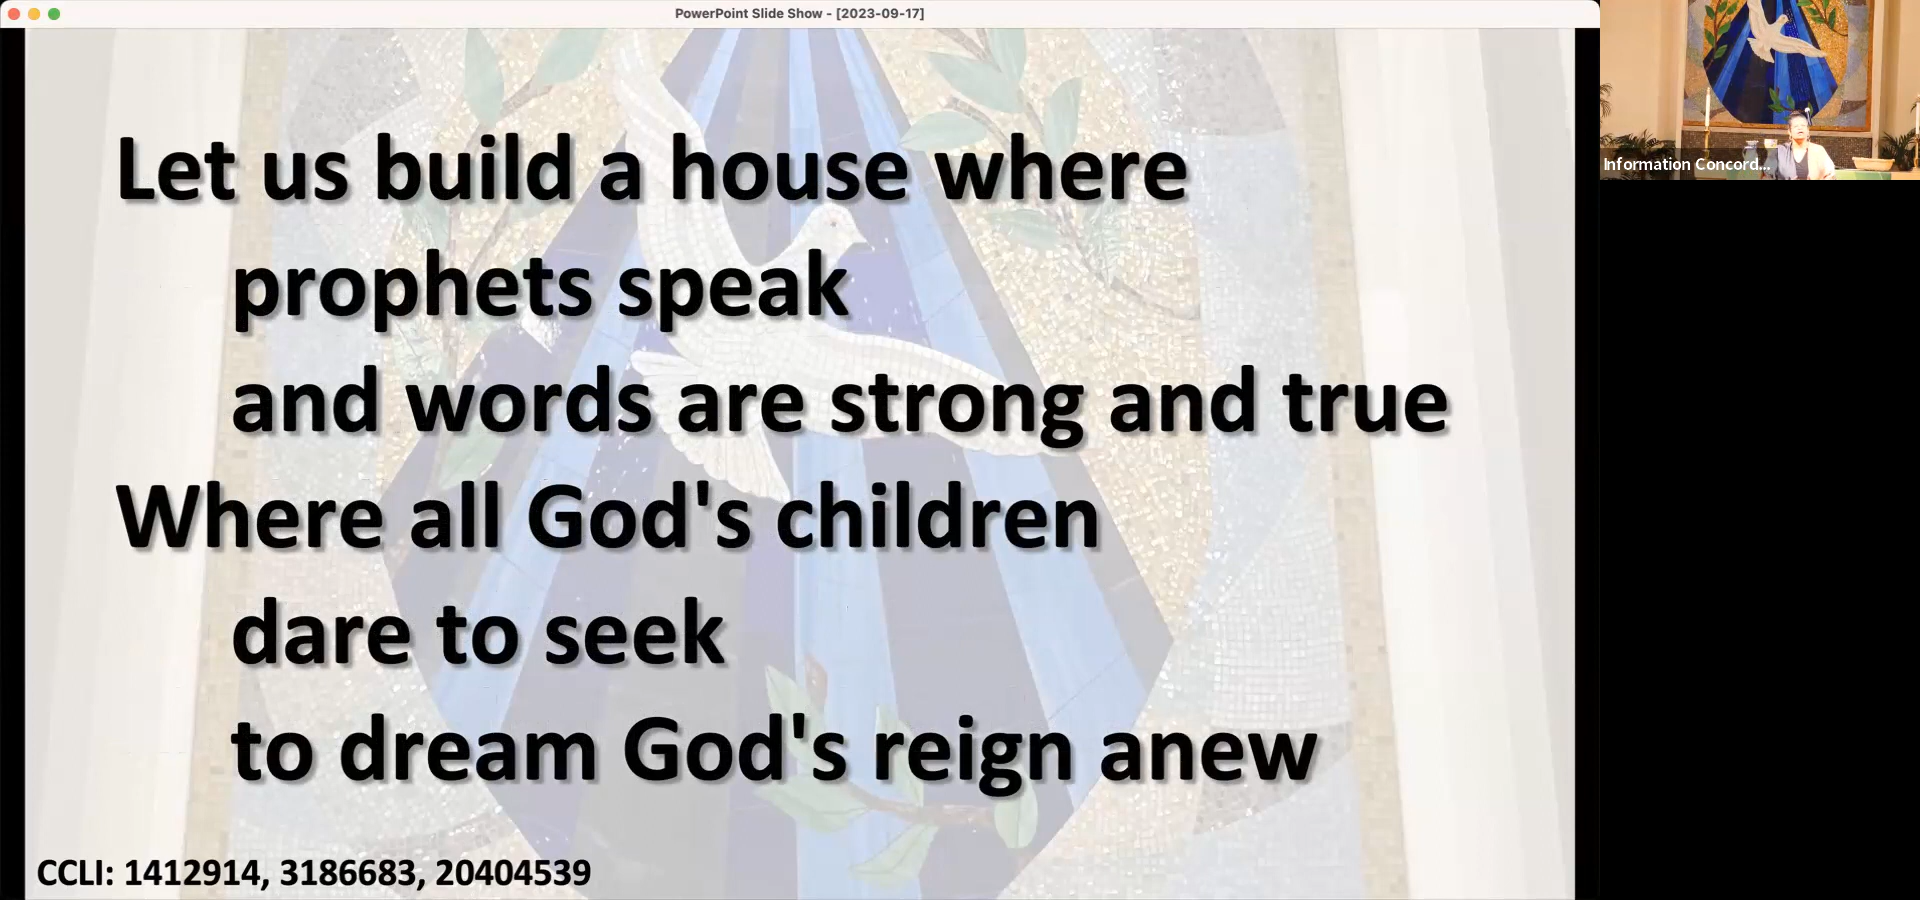 PowerPoint Slide Show - [2023-09-17]
Let us build a house where
prophets speak
and words are strong and true
Where all God's children
dare to seek
to dream God's reign anew
CCLI: 1412914, 3186683, 20404539
Information Concord...